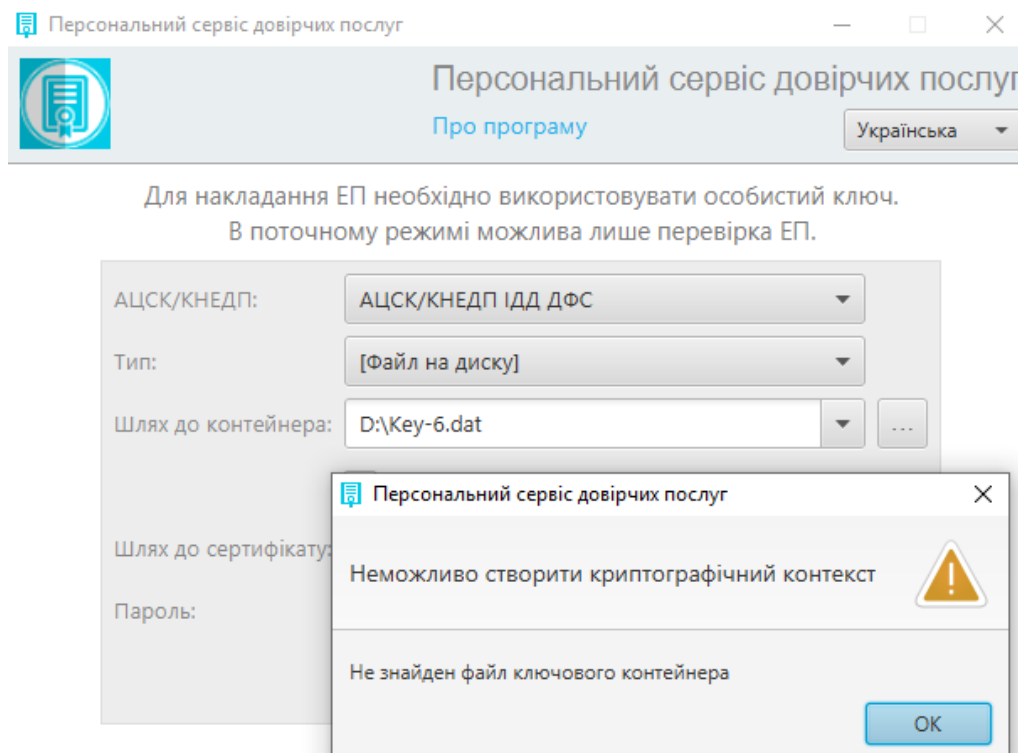 Персональний сервіс довірчих послуг
Персональний сервіс довірчих послуг
Про програму
Українська
Для накладання ЕП необхідно використовувати особистий ключ.
В поточному режимі можлива лише перевірка ЕП.
АЦСК/КНЕДП:
АЦСК/КНЕДП ІДД ДФС
Тип:
[Файл на диску]
Шлях до контейнера:
D:\Key-6.dat
...
Персональний сервіс довірчих послуг
Шлях до сертифікату:
Неможливо створити криптографічний контекст
Пароль:
Не знайден файл ключового контейнера
OK